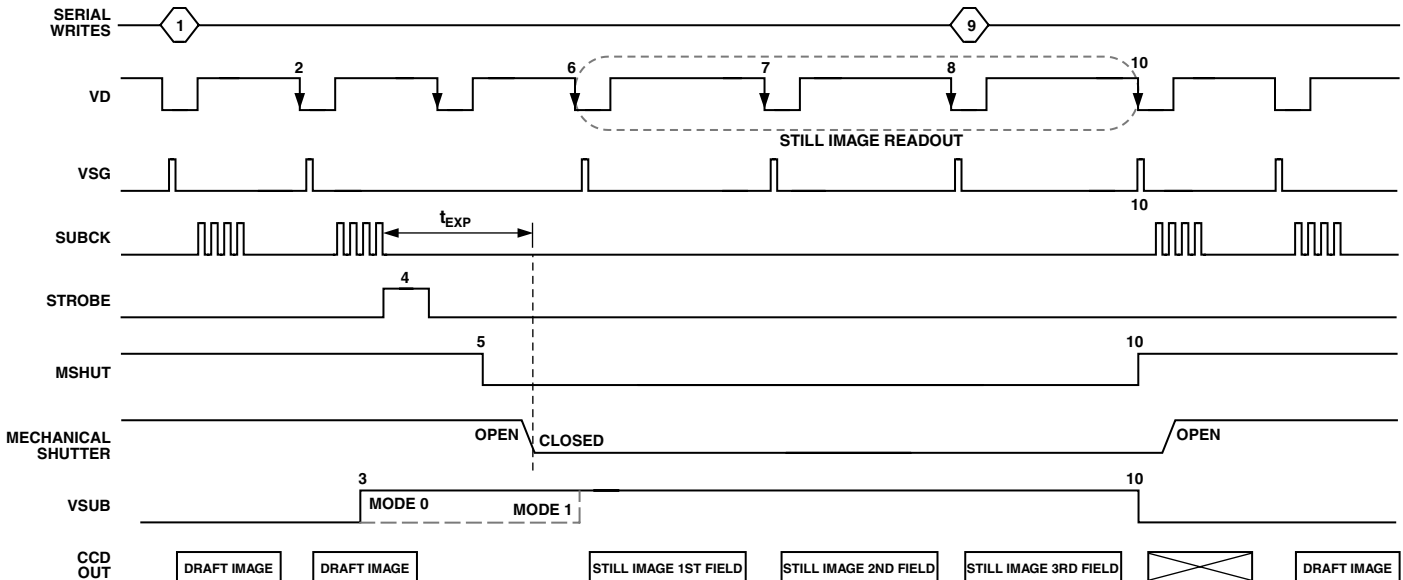 SERIAL
WRITES
1
9
VD
2
6
7
8
10
STILL IMAGE READOUT
VSG
10
SUBCK
tEXP
STROBE
4
MSHUT
5
10
MECHANICAL
SHUTTER
OPEN
CLOSED
OPEN
VSUB
3
MODE 0
MODE 1
10
CCD
OUT
DRAFT IMAGE
DRAFT IMAGE
STILL IMAGE 1ST FIELD
STILL IMAGE 2ND FIELD
STILL IMAGE 3RD FIELD
DRAFT IMAGE